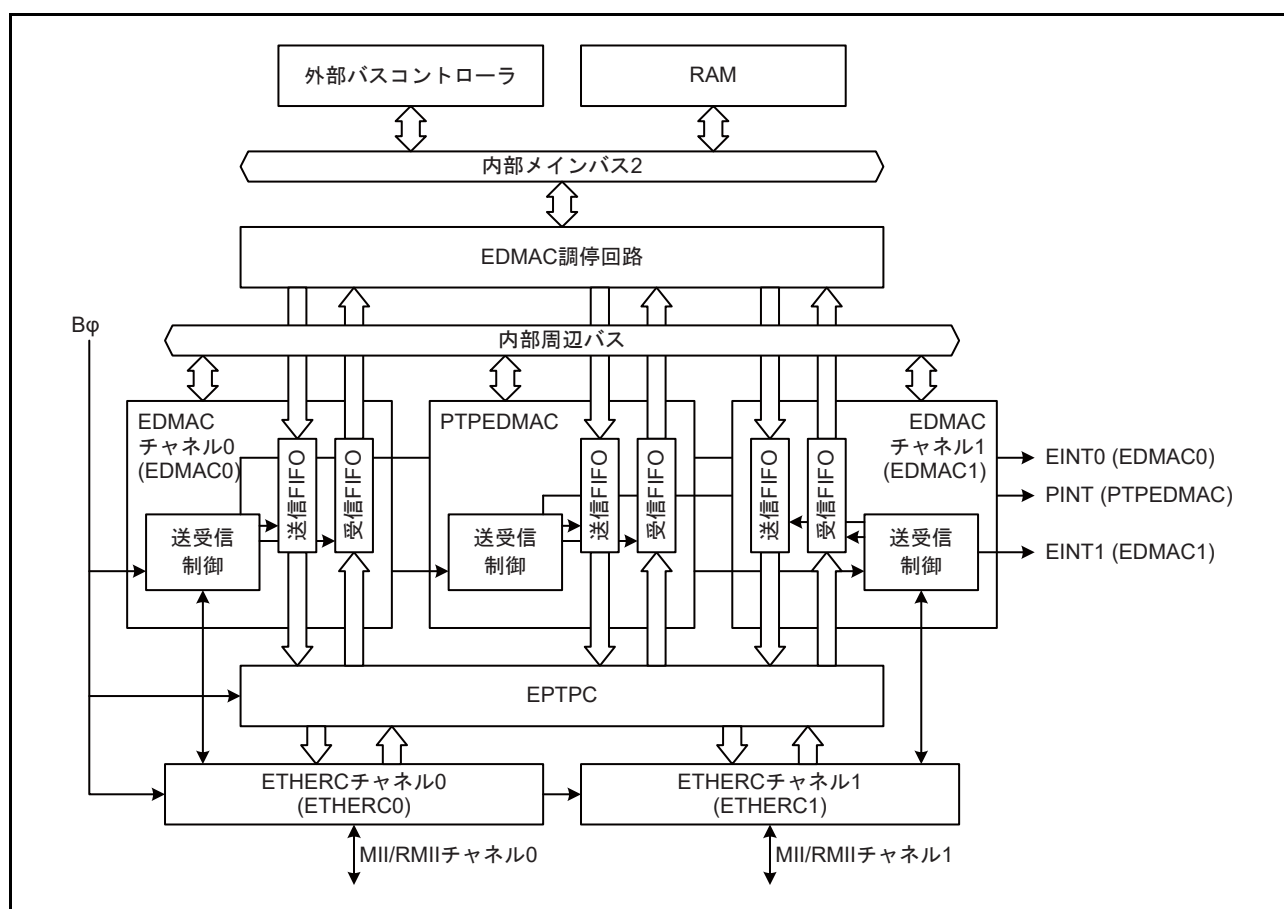 外部バスコントローラ
RAM
内部メインバス2
EDMAC調停回路
Bφ
内部周辺バス
EDMAC
チャネル0
(EDMAC0)
送信FIFO
受信FIFO
送受信
制御
PTPEDMAC
送信FIFO
受信FIFO
送受信
制御
EDMAC
チャネル1
(EDMAC1)
送信FIFO
受信FIFO
送受信
制御
EINT0 (EDMAC0)
PINT (PTPEDMAC)
EINT1 (EDMAC1)
EPTPC
ETHERCチャネル0
(ETHERC0)
ETHERCチャネル1
(ETHERC1)
MII/RMIIチャネル0
MII/RMIIチャネル1